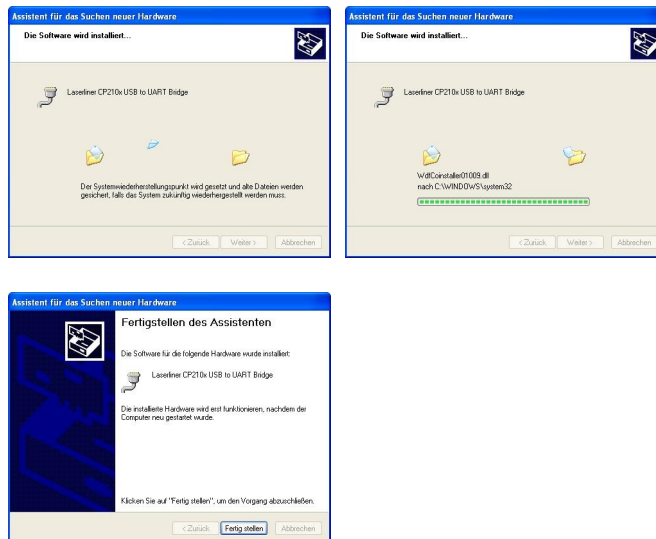 Assistent für das Suchen neuer Hardware
Die Software wird installiert...
Laserliner CP210x USB to UART Bridge
Der Systemwiederherstellungspunkt wird gesetzt und alte Dateien werden
gesichert, falls das System zukünftig wiederhergestellt werden muss.
< Zurück Weiter > Abbrechen
Assistent für das Suchen neuer Hardware
Die Software wird installiert...
Laserliner CP210x USB to UART Bridge
WdfCoinstaller01009.dll
nach C:\WINDOWS\system32
< Zurück Weiter > Abbrechen
Assistent für das Suchen neuer Hardware
Fertigstellen des Assistenten
Die Software für die folgende Hardware wurde installiert:
Laserliner CP210x USB to UART Bridge
Die installierte Hardware wird erst funktionieren, nachdem der
Computer neu gestartet wurde.
Klicken Sie auf "Fertig stellen", um den Vorgang abzuschließen.
< Zurück Fertig stellen Abbrechen